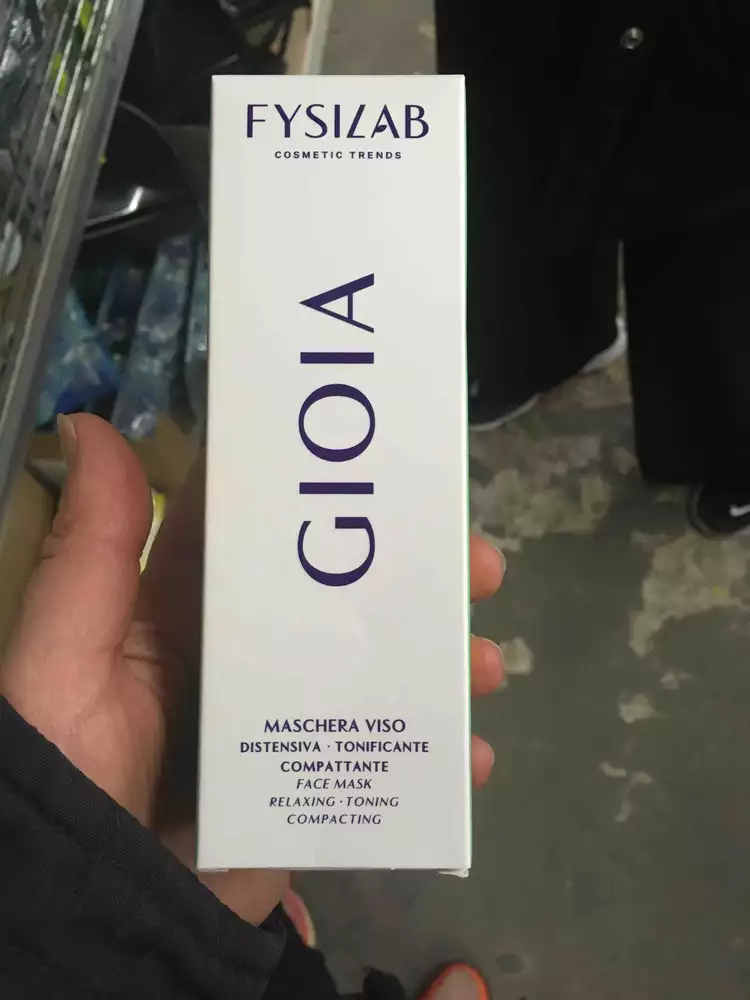 FYSILAB
COSMETIC TRENDS
GIOIA
MASCHERA VISO
DISTENSIVA · TONIFICANTE
COMPATTANTE
FACE MASK
RELAXING · TONING
COMPACTING